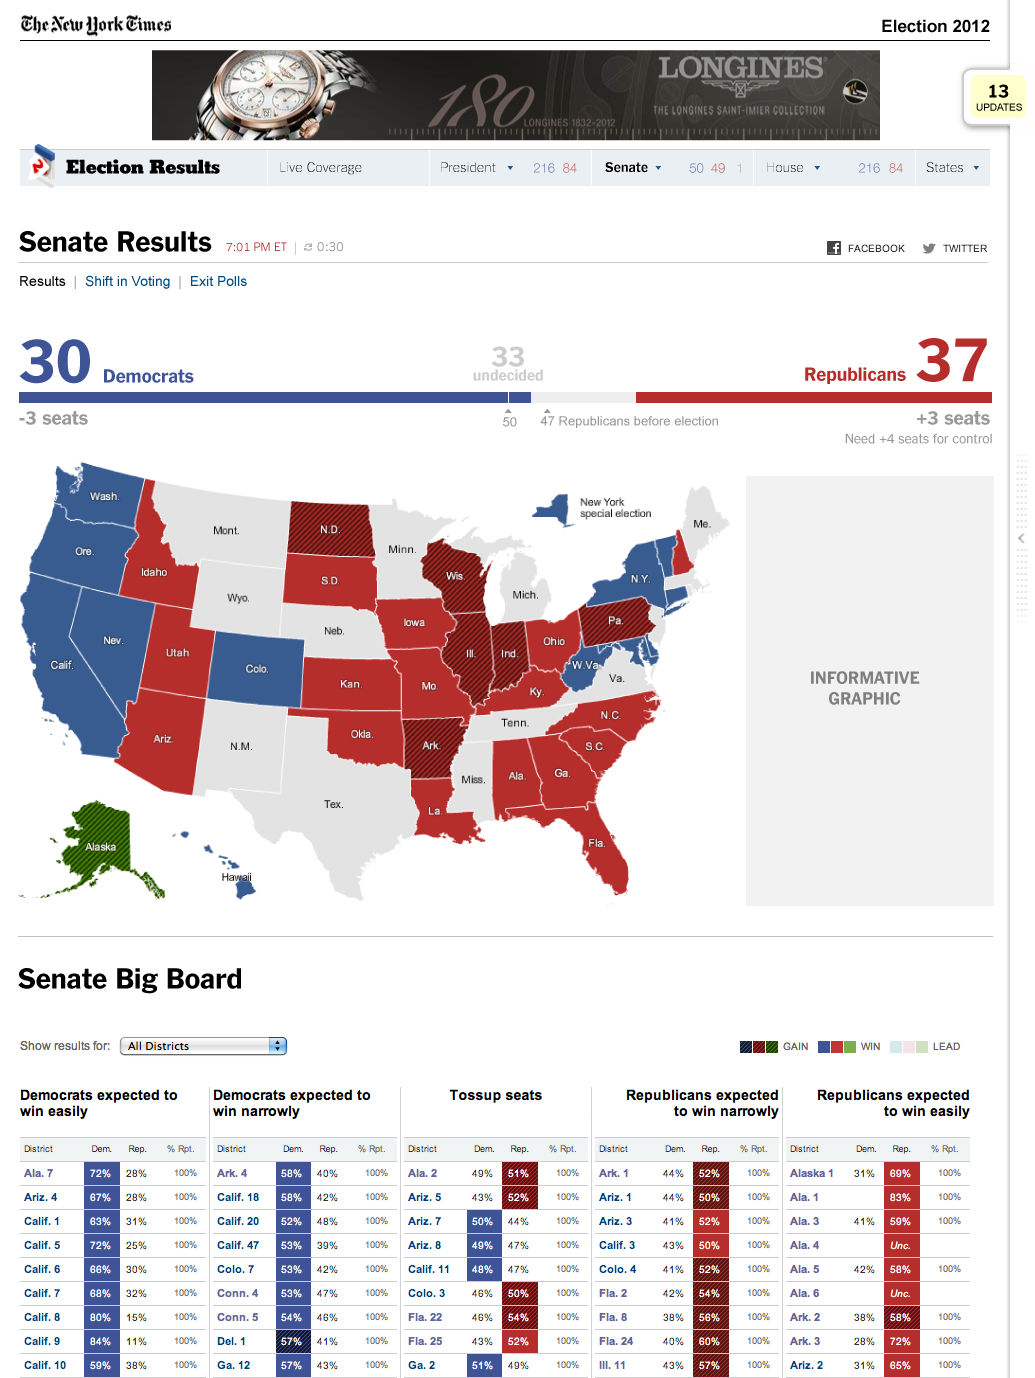 The New York Times
Election 2012
LONGINES
180
LONGINES 1832-2012
THE LONGINES SAINT-IMIER COLLECTION
13
UPDATES
Election Results
Live Coverage
President 216 84
Senate 50 49 1
House 216 84
States
Senate Results 7:01 PM ET | 0:30
FACEBOOK TWITTER
Results | Shift in Voting | Exit Polls
30 Democrats
33
undecided
Republicans 37
-3 seats
50
47 Republicans before election
+3 seats
Need +4 seats for control
Wash.
Ore.
Idaho
Mont.
N.D.
Minn.
New York
special election
Me.
Wyo.
S.D.
Wis.
Mich.
N.Y.
Calif.
Nev.
Utah
Colo.
Neb.
Iowa
Ill.
Ind.
Ohio
Pa.
W.Va.
Va.
Kan.
Mo.
Ky.
Ariz.
N.M.
Okla.
Ark.
Tenn.
N.C.
S.C.
Tex.
La.
Miss.
Ala.
Ga.
Fla.
Alaska
Hawaii
INFORMATIVE
GRAPHIC
Senate Big Board
Show results for: All Districts
GAIN WIN LEAD
Democrats expected to
win easily
District Dem. Rep. % Rpt.
Ala. 7 72% 28% 100%
Ariz. 4 67% 28% 100%
Calif. 1 63% 31% 100%
Calif. 5 72% 25% 100%
Calif. 6 66% 30% 100%
Calif. 7 68% 32% 100%
Calif. 8 80% 15% 100%
Calif. 9 84% 11% 100%
Calif. 10 59% 38% 100%
Democrats expected to
win narrowly
District Dem. Rep. % Rpt.
Ark. 4 58% 40% 100%
Calif. 18 58% 42% 100%
Calif. 20 52% 48% 100%
Calif. 47 53% 39% 100%
Colo. 7 53% 42% 100%
Conn. 4 53% 47% 100%
Conn. 5 54% 46% 100%
Del. 1 57% 41% 100%
Ga. 12 57% 43% 100%
Tossup seats
District Dem. Rep. % Rpt.
Ala. 2 49% 51% 100%
Ariz. 5 43% 52% 100%
Ariz. 7 50% 44% 100%
Ariz. 8 49% 47% 100%
Calif. 11 48% 47% 100%
Colo. 3 46% 50% 100%
Fla. 22 46% 54% 100%
Fla. 25 43% 52% 100%
Ga. 2 51% 49% 100%
Republicans expected
to win narrowly
District Dem. Rep. % Rpt.
Ark. 1 44% 52% 100%
Ariz. 1 44% 50% 100%
Ariz. 3 41% 52% 100%
Calif. 3 43% 50% 100%
Colo. 4 41% 52% 100%
Fla. 2 42% 54% 100%
Fla. 8 38% 56% 100%
Fla. 24 40% 60% 100%
Ill. 11 43% 57% 100%
Republicans expected
to win easily
District Dem. Rep. % Rpt.
Alaska 1 31% 69% 100%
Ala. 1 83% 100%
Ala. 3 41% 59% 100%
Ala. 4 Unc.
Ala. 5 42% 58% 100%
Ala. 6 Unc.
Ark. 2 38% 58% 100%
Ark. 3 28% 72% 100%
Ariz. 2 31% 65% 100%